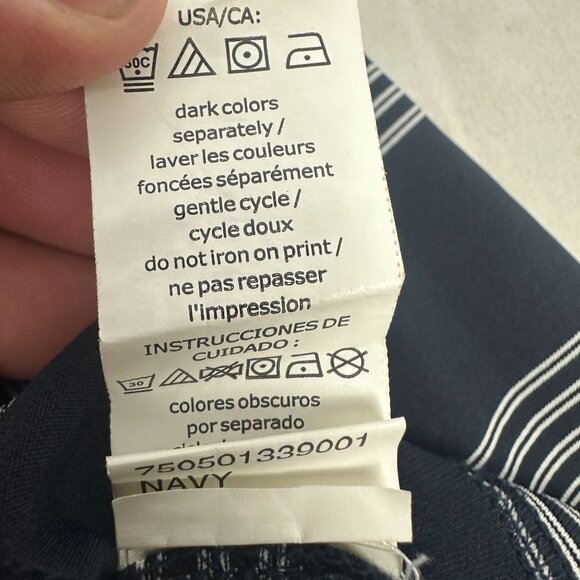 USA/CA:
30C
dark colors
separately /
laver les couleurs
foncées séparément
gentle cycle /
cycle doux
do not iron on print /
ne pas repasser
l'impression
INSTRUCCIONES DE
CUIDADO :
30
colores obscuros
por separado
750501339001
NAVY